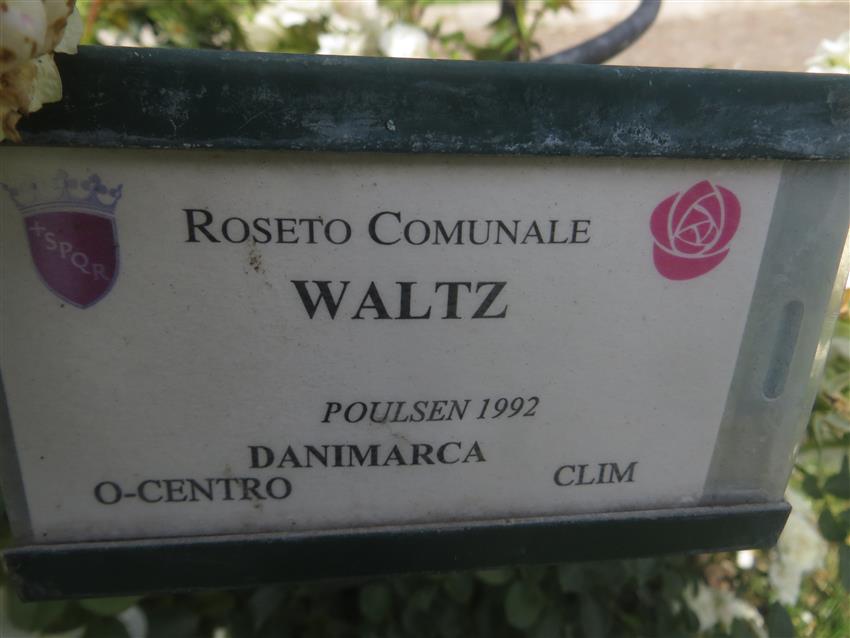 +SPQR
ROSETO COMUNALE
WALTZ
POULSEN 1992
DANIMARCA
O-CENTRO
CLIM